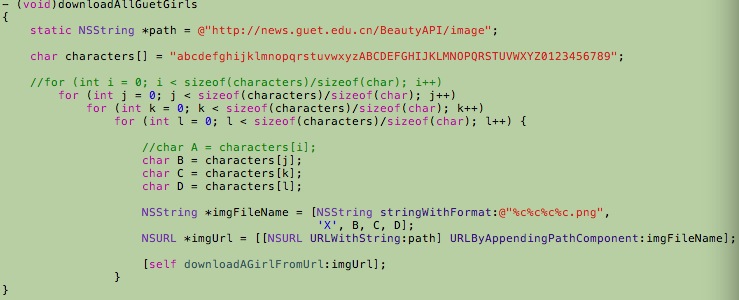 - (void)downloadAllGuetGirls
{
    static NSString *path = @"http://news.guet.edu.cn/BeautyAPI/image";

    char characters[] = "abcdefghijklmnopqrstuvwxyzABCDEFGHIJKLMNOPQRSTUVWXYZ0123456789";

    //for (int i = 0; i < sizeof(characters)/sizeof(char); i++)
        for (int j = 0; j < sizeof(characters)/sizeof(char); j++)
            for (int k = 0; k < sizeof(characters)/sizeof(char); k++)
                for (int l = 0; l < sizeof(characters)/sizeof(char); l++) {

                    //char A = characters[i];
                    char B = characters[j];
                    char C = characters[k];
                    char D = characters[l];

                    NSString *imgFileName = [NSString stringWithFormat:@"%c%c%c%c.png",
                                             'X', B, C, D];
                    NSURL *imgUrl = [[NSURL URLWithString:path] URLByAppendingPathComponent:imgFileName];

                    [self downloadAGirlFromUrl:imgUrl];
                }
}